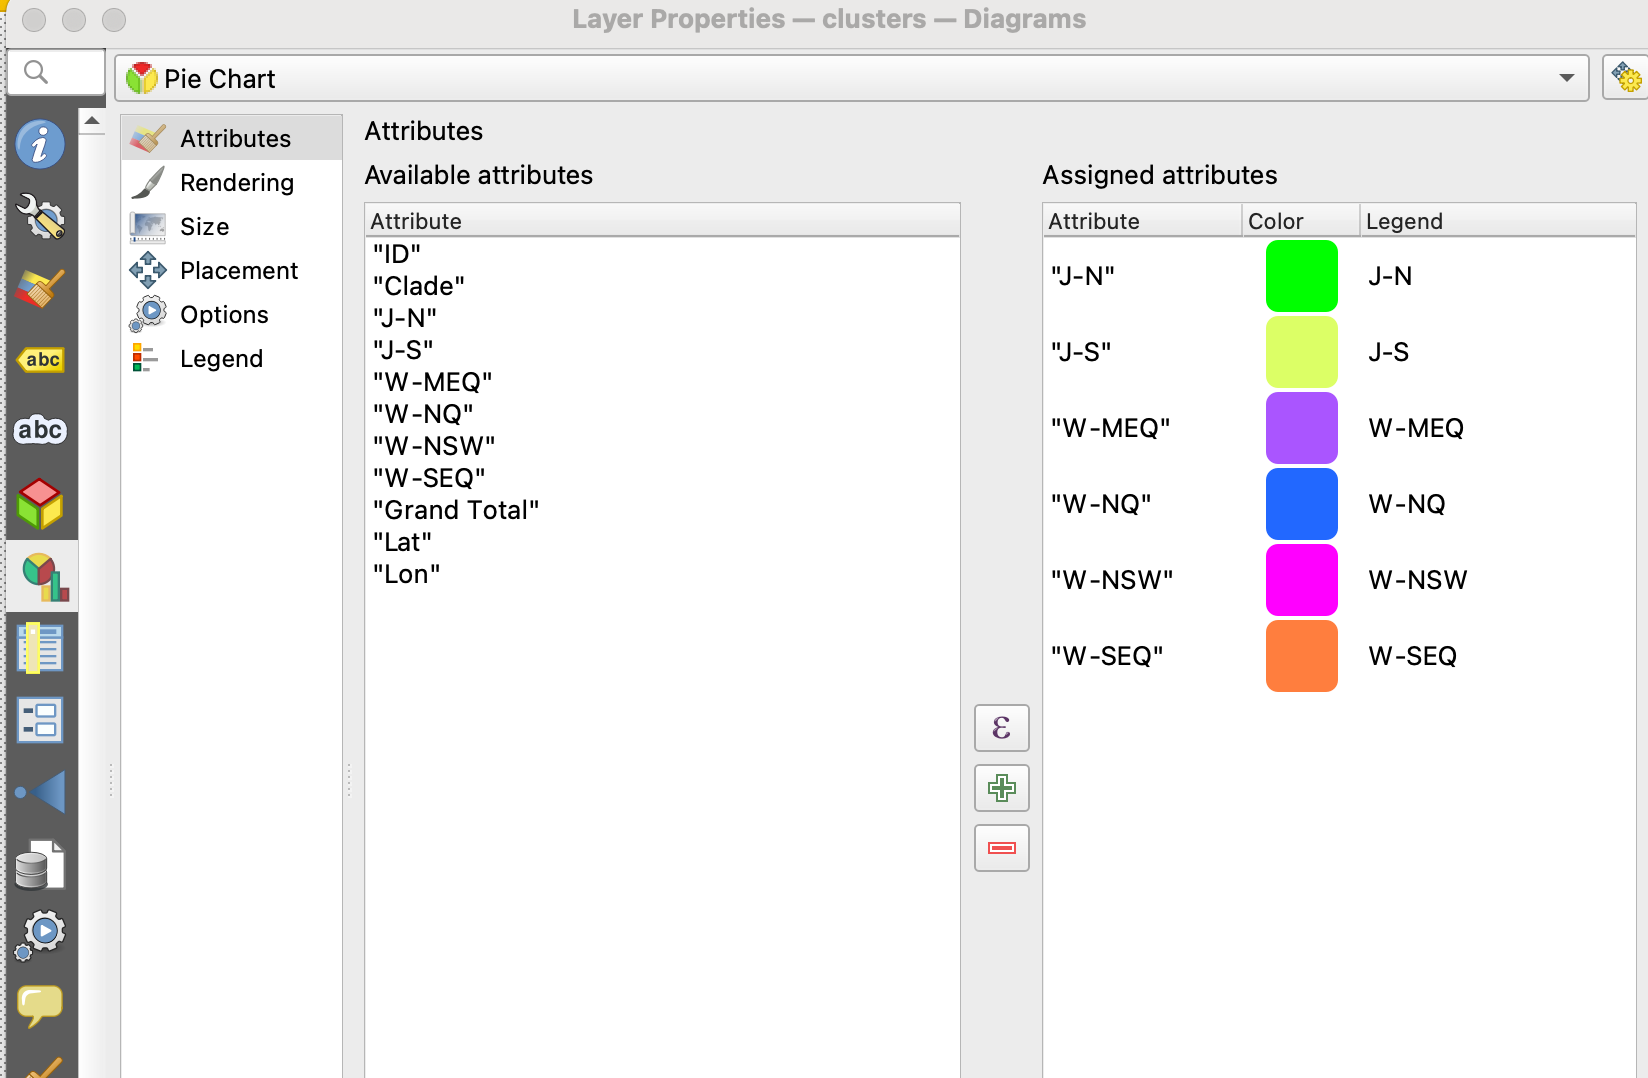 Layer Properties — clusters — Diagrams
Pie Chart
Attributes
Rendering
Size
Placement
Options
Legend
abc
abc
Attributes
Available attributes
Attribute
"ID"
"Clade"
"J-N"
"J-S"
"W-MEQ"
"W-NQ"
"W-NSW"
"W-SEQ"
"Grand Total"
"Lat"
"Lon"
ε
Assigned attributes
Attribute Color Legend
"J-N" J-N
"J-S" J-S
"W-MEQ" W-MEQ
"W-NQ" W-NQ
"W-NSW" W-NSW
"W-SEQ" W-SEQ